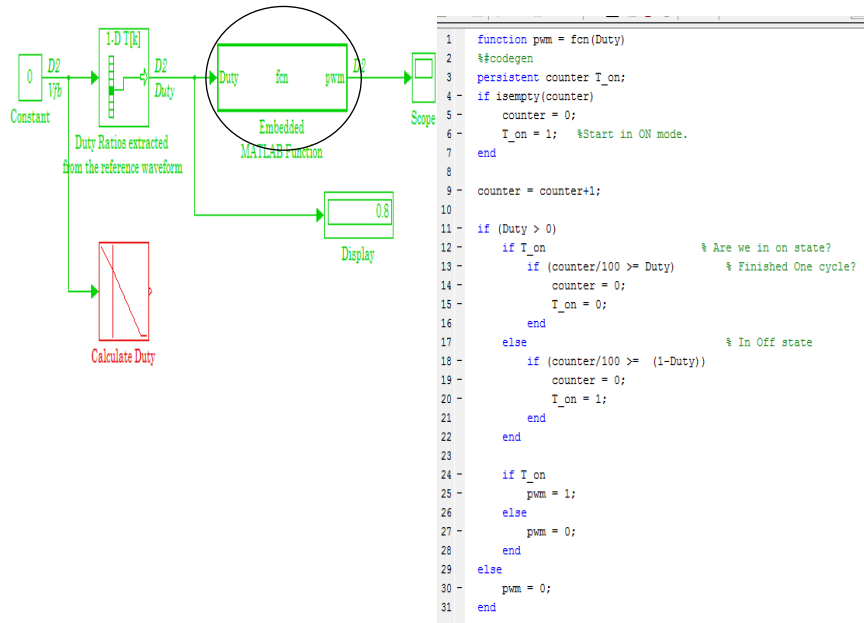 1-D T[k]
D2
0
Vfb
D2
Duty
Duty
fcn
pwm
D2
Constant
Scope
Embedded
MATLAB Function
Duty Ratios extracted
from the reference waveform
0.8
Display
Calculate Duty
1 function pwm = fcn(Duty)
2 %#codegen
3 persistent counter T_on;
4 - if isempty(counter)
5 - counter = 0;
6 - T_on = 1; %Start in ON mode.
7 end
8
9 - counter = counter+1;
10
11 - if (Duty > 0)
12 - if T_on % Are we in on state?
13 - if (counter/100 >= Duty) % Finished One cycle?
14 - counter = 0;
15 - T_on = 0;
16 end
17 else % In Off state
18 - if (counter/100 >= (1-Duty))
19 - counter = 0;
20 - T_on = 1;
21 end
22 end
23
24 - if T_on
25 - pwm = 1;
26 else
27 - pwm = 0;
28 end
29 else
30 - pwm = 0;
31 end